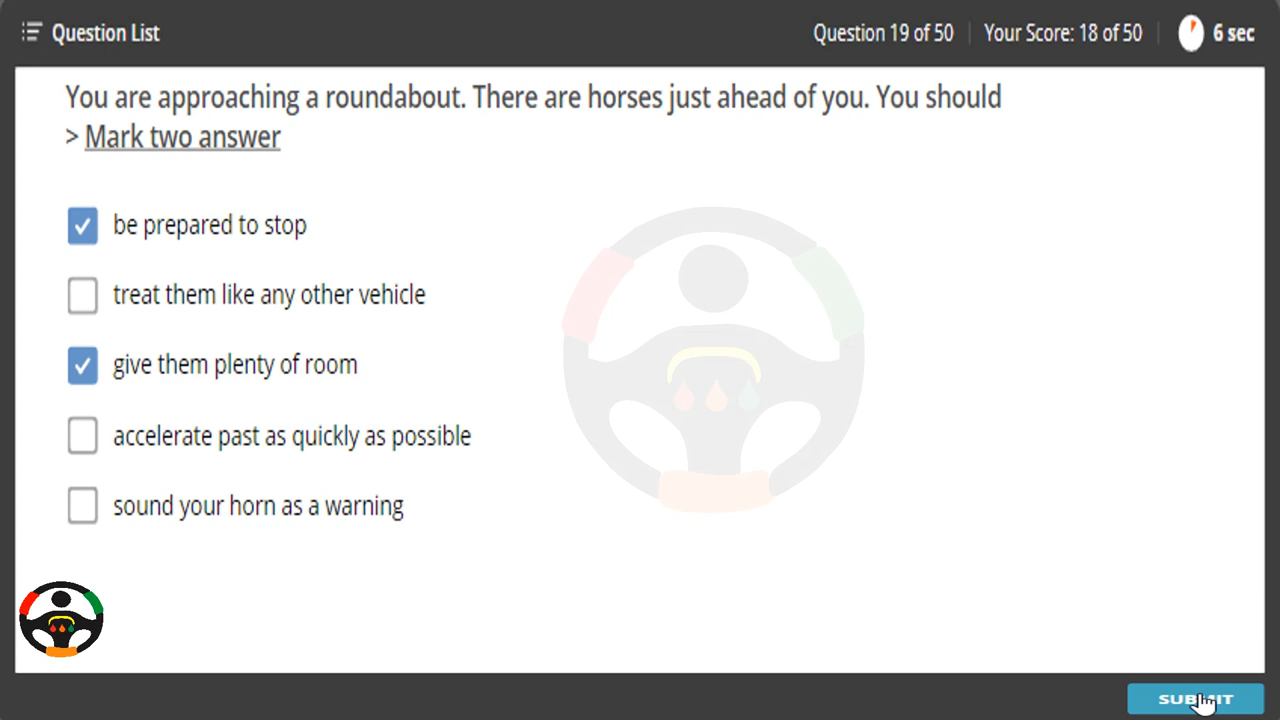 Question List
Question 19 of 50
Your Score: 18 of 50
6 sec
You are approaching a roundabout. There are horses just ahead of you. You should
> Mark two answer
be prepared to stop
treat them like any other vehicle
give them plenty of room
accelerate past as quickly as possible
sound your horn as a warning
SUBMIT